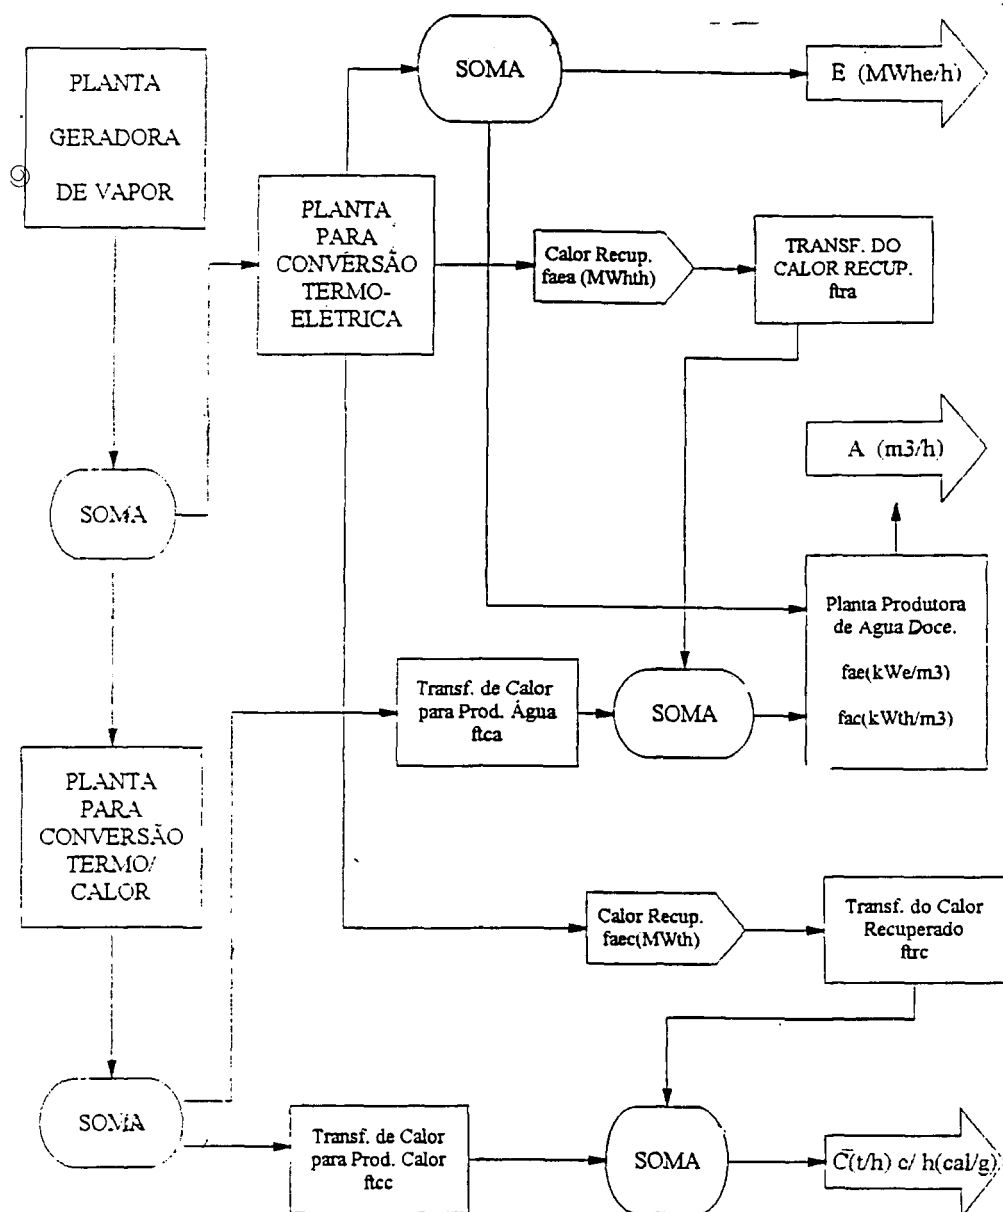 SOMA
E (MWhe/h)
PLANTA
GERADORA
DE VAPOR
PLANTA
PARA
CONVERSÃO
TERMO-
ELÉTRICA
Calor Recup.
faea (MWhth)
TRANSF. DO
CALOR RECUP.
ftra
A (m3/h)
SOMA
Planta Produtora
de Agua Doce.
fae(kWe/m3)
fac(kWth/m3)
Transf. de Calor
para Prod. Água
ftca
SOMA
PLANTA
PARA
CONVERSÃO
TERMO/
CALOR
Calor Recup.
faec(MWth)
Transf. do Calor
Recuperado
ftrc
SOMA
Transf. de Calor
para Prod. Calor
ftcc
SOMA
C(t/h) c/ h(cal/g)